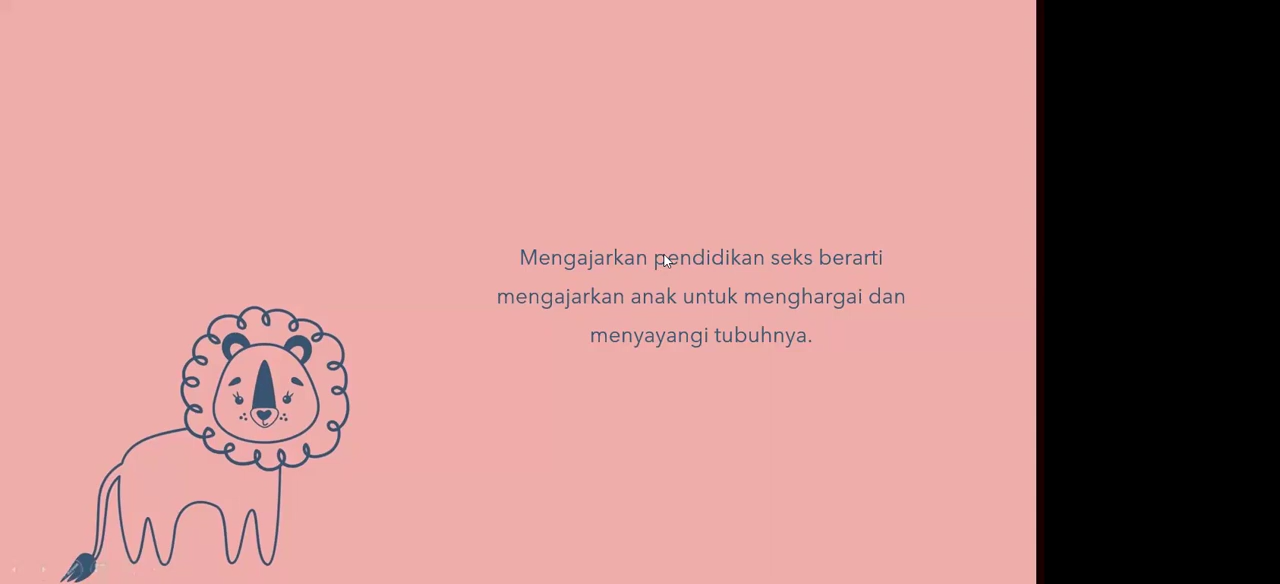 Mengajarkan pendidikan seks berarti
mengajarkan anak untuk menghargai dan
menyayangi tubuhnya.